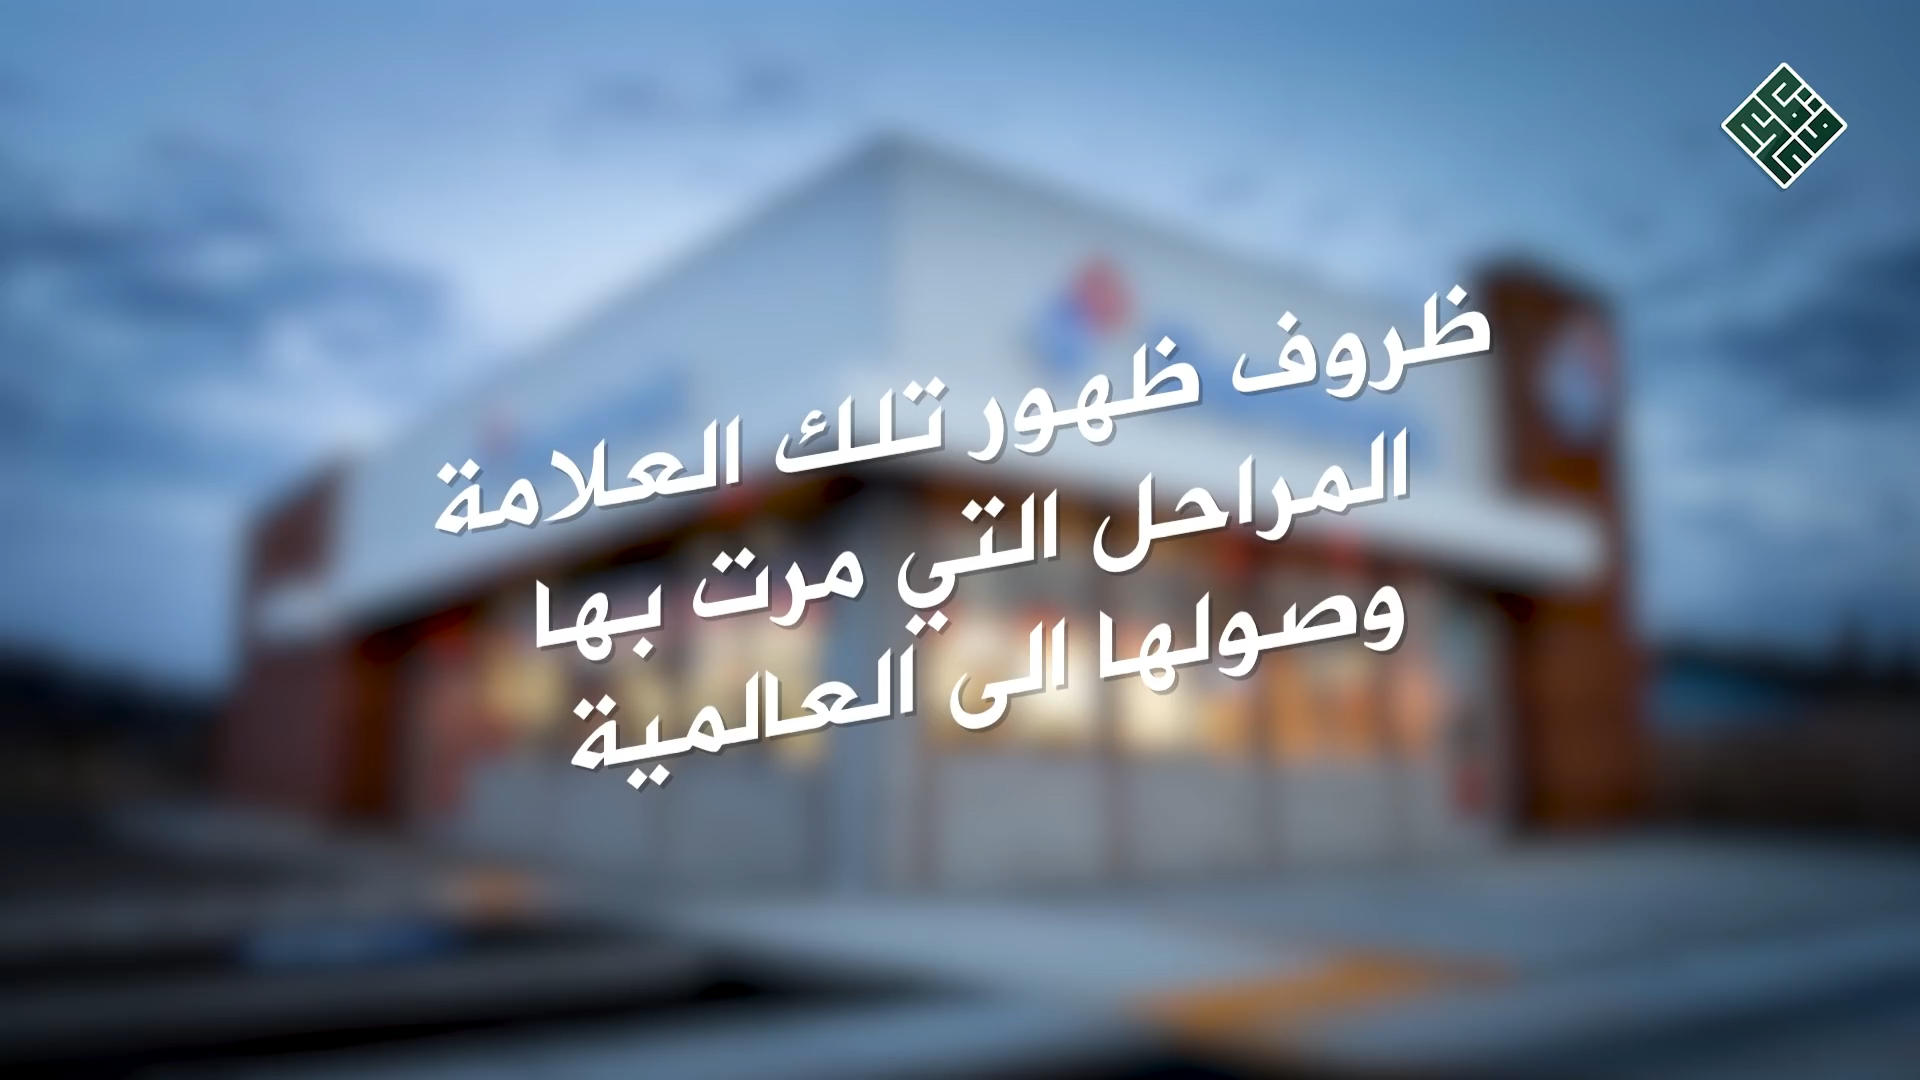 ظروف ظهور تلك العلامة
المراحل التي مرت بها
وصولها الى العالمية